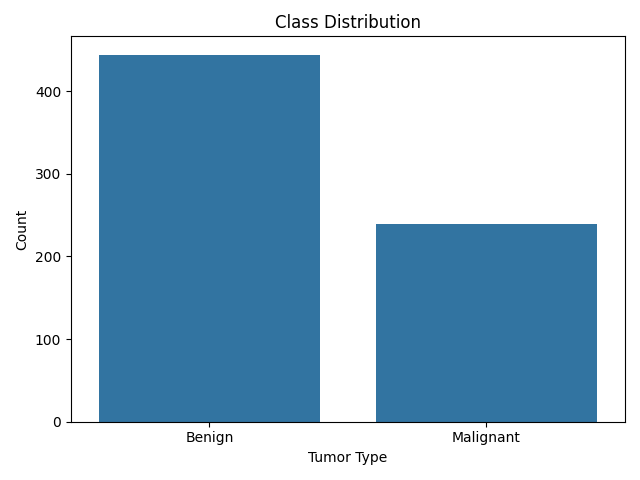 Class Distribution
Count
400
300
200
100
0
Benign
Malignant
Tumor Type